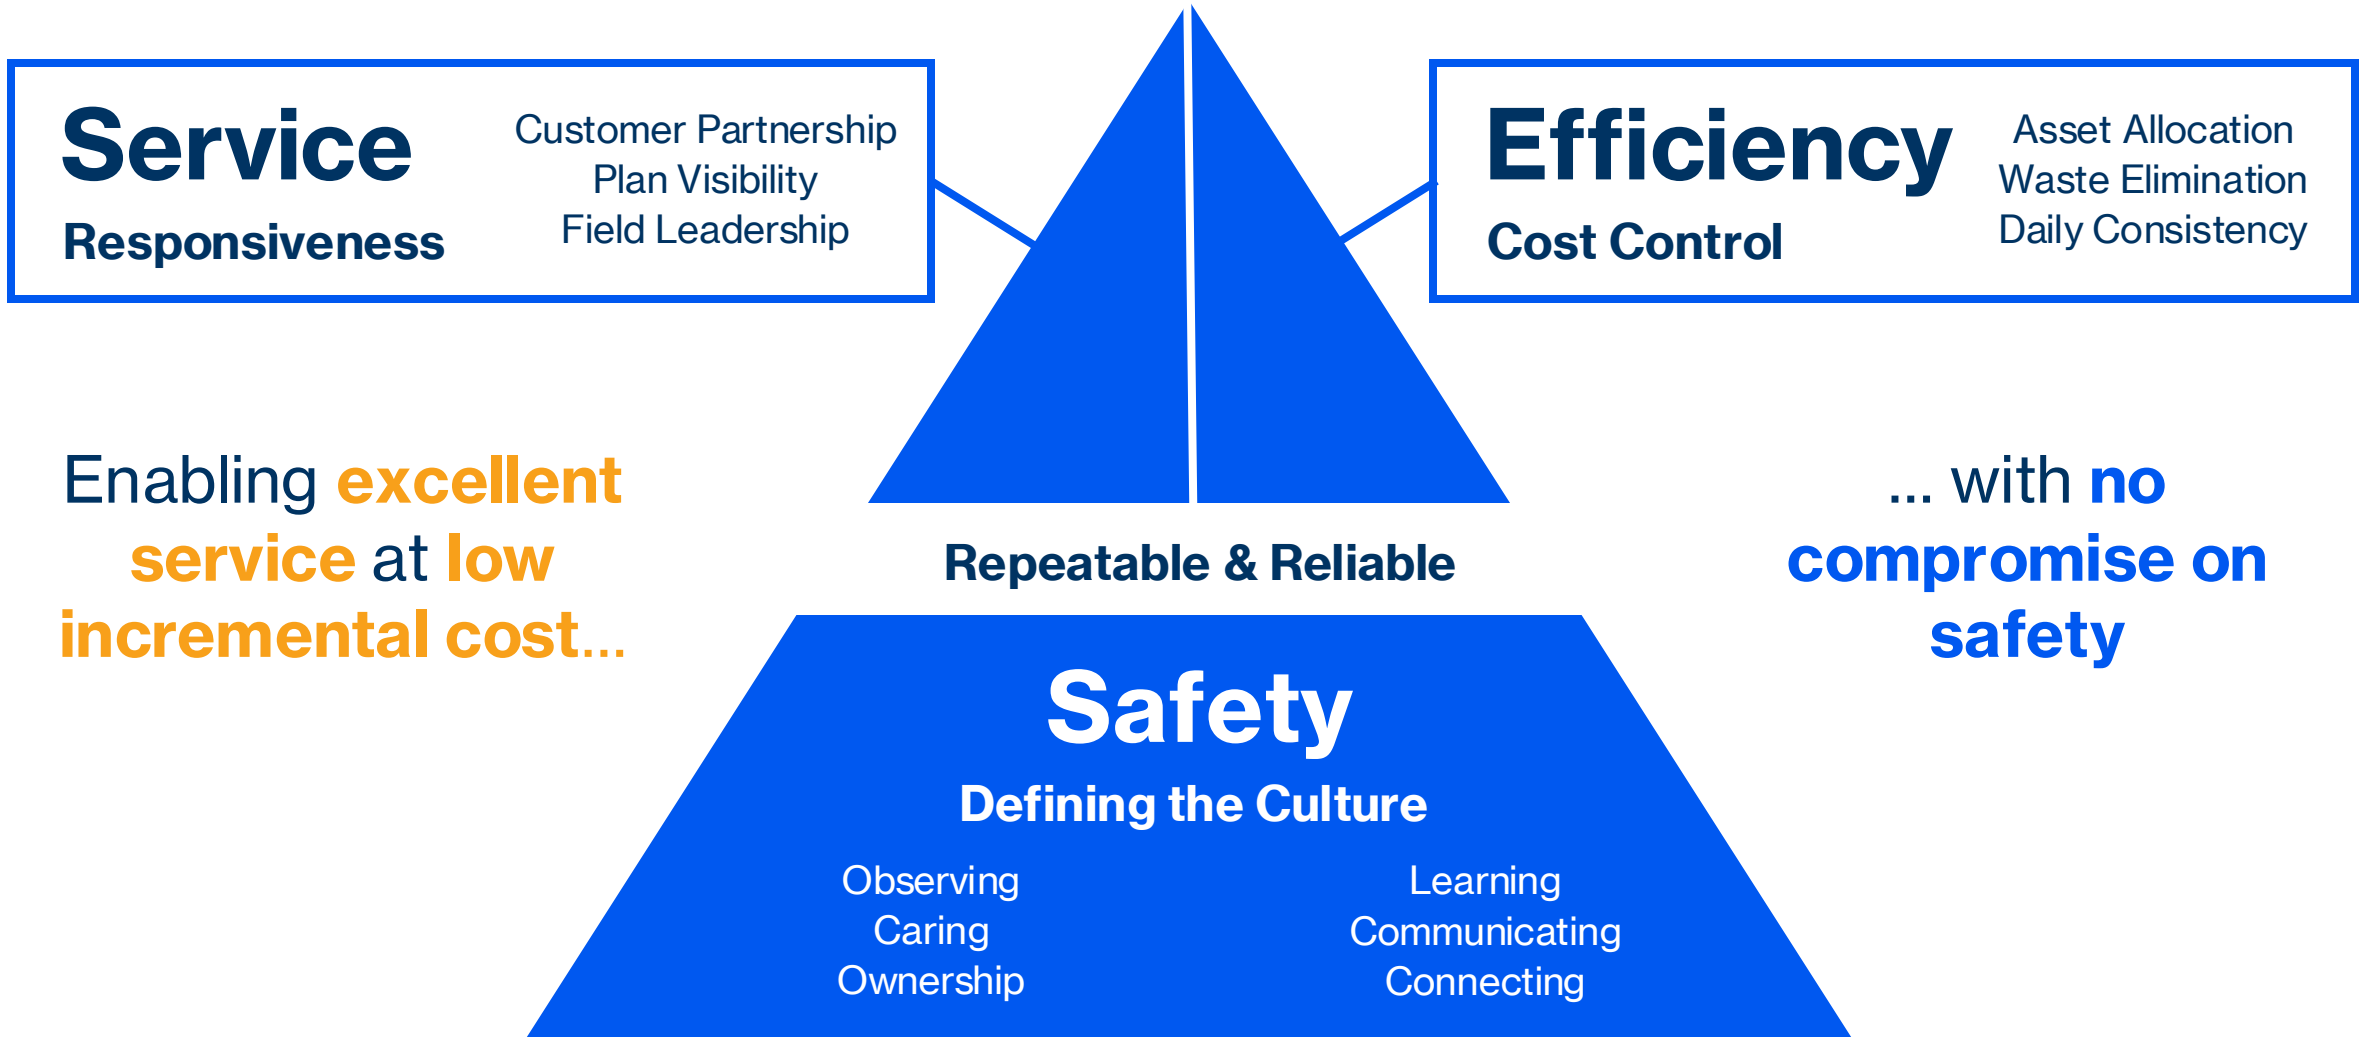 Service
Responsiveness
Customer Partnership
Plan Visibility
Field Leadership
Efficiency
Cost Control
Asset Allocation
Waste Elimination
Daily Consistency
Enabling excellent
service at low
incremental cost...
... with no
compromise on
safety
Repeatable & Reliable
Safety
Defining the Culture
Observing
Caring
Ownership
Learning
Communicating
Connecting